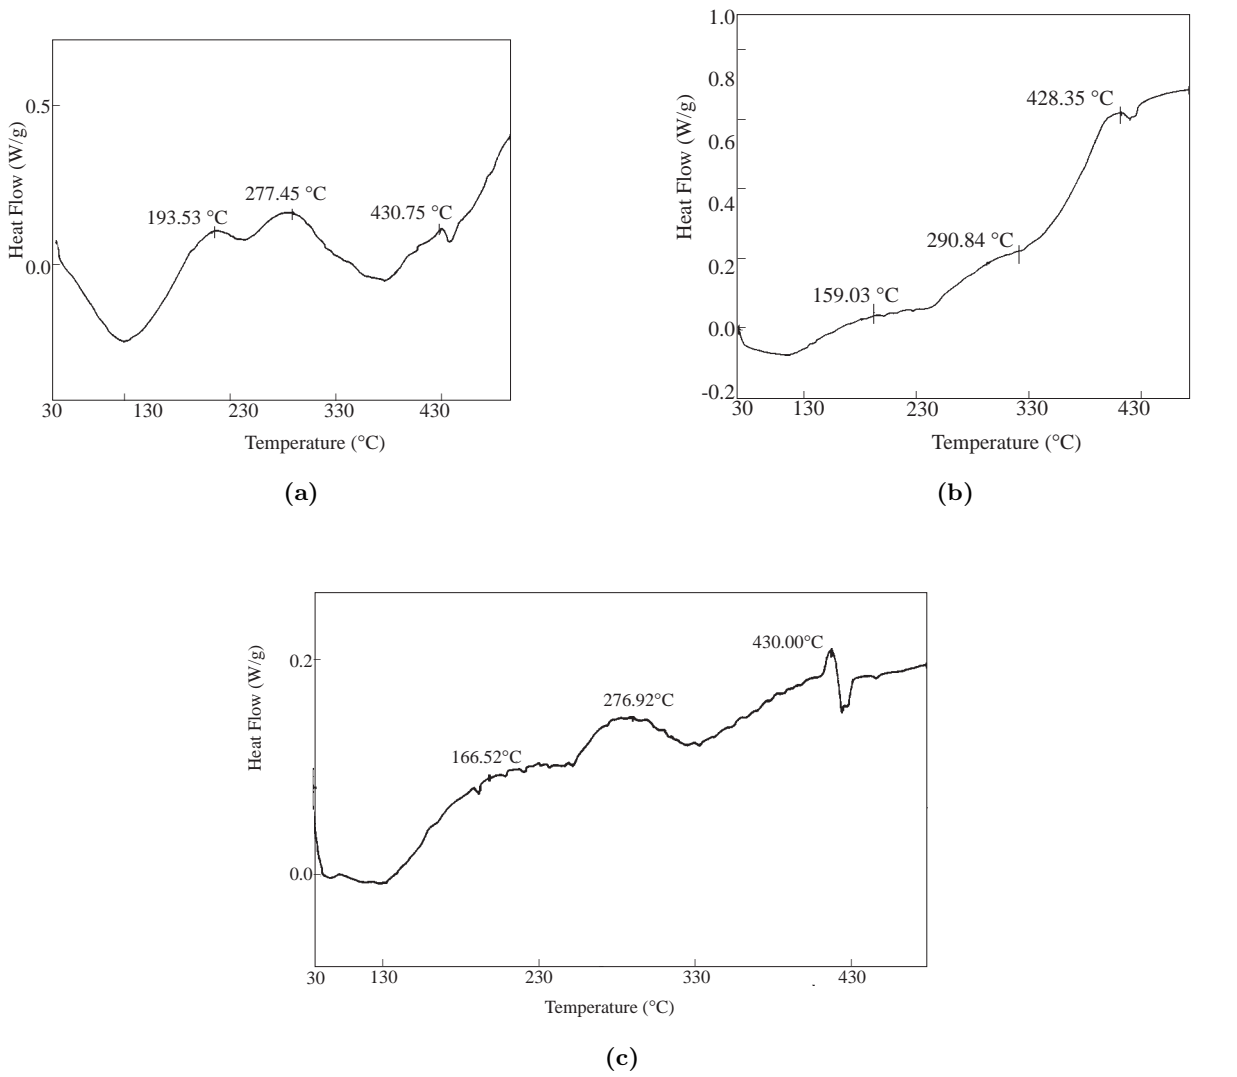 0.5
0.0
Heat Flow (W/g)
193.53 °C
277.45 °C
430.75 °C
30 130 230 330 430
Temperature (°C)
(a)
1.0
0.8
0.6
0.4
0.2
0.0
-0.2
Heat Flow (W/g)
159.03 °C
290.84 °C
428.35 °C
30 130 230 330 430
Temperature (°C)
(b)
0.2
0.0
Heat Flow (W/g)
166.52°C
276.92°C
430.00°C
30 130 230 330 430
Temperature (°C)
(c)